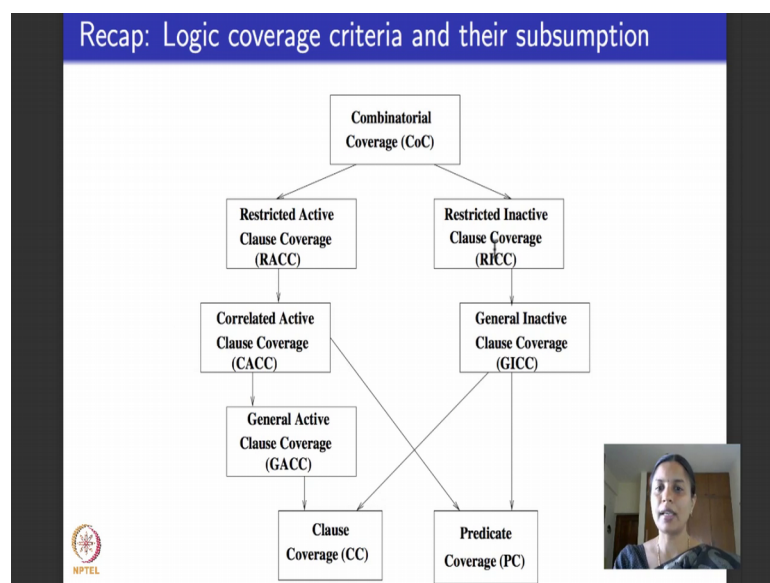 Recap: Logic coverage criteria and their subsumption
Combinatorial
Coverage (CoC)
Restricted Active
Clause Coverage
(RACC)
Restricted Inactive
Clause Coverage
(RICC)
Correlated Active
Clause Coverage
(CACC)
General Inactive
Clause Coverage
(GICC)
General Active
Clause Coverage
(GACC)
Clause
Coverage (CC)
Predicate
Coverage (PC)
NPTEL